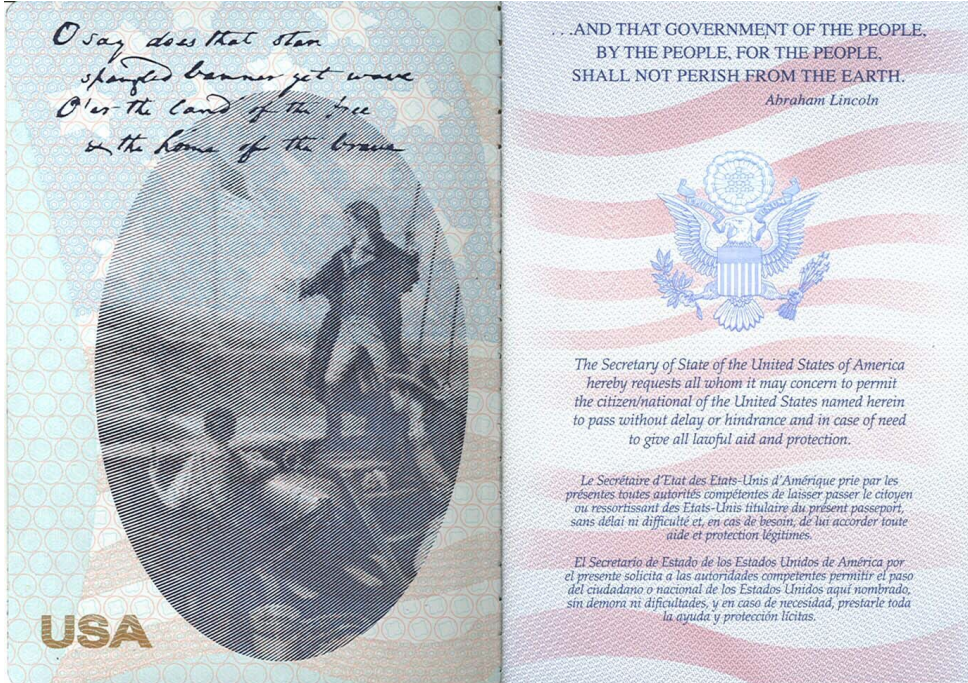 O say does that star
spangled banner yet wave
O'er the land of the free
& the home of the brave
USA
. . .AND THAT GOVERNMENT OF THE PEOPLE,
BY THE PEOPLE, FOR THE PEOPLE,
SHALL NOT PERISH FROM THE EARTH.
Abraham Lincoln
The Secretary of State of the United States of America
hereby requests all whom it may concern to permit
the citizen/national of the United States named herein
to pass without delay or hindrance and in case of need
to give all lawful aid and protection.
Le Secrétaire d'Etat des Etats-Unis d'Amérique prie par les
présentes toutes autorités compétentes de laisser passer le citoyen
ou ressortissant des Etats-Unis titulaire du présent passeport,
sans délai ni difficulté et, en cas de besoin, de lui accorder toute
aide et protection légitimes.
El Secretario de Estado de los Estados Unidos de América por
el presente solicita a las autoridades competentes permitir el paso
del ciudadano o nacional de los Estados Unidos aquí nombrado,
sin demora ni dificultades, y en caso de necesidad, prestarle toda
la ayuda y protección lícitas.